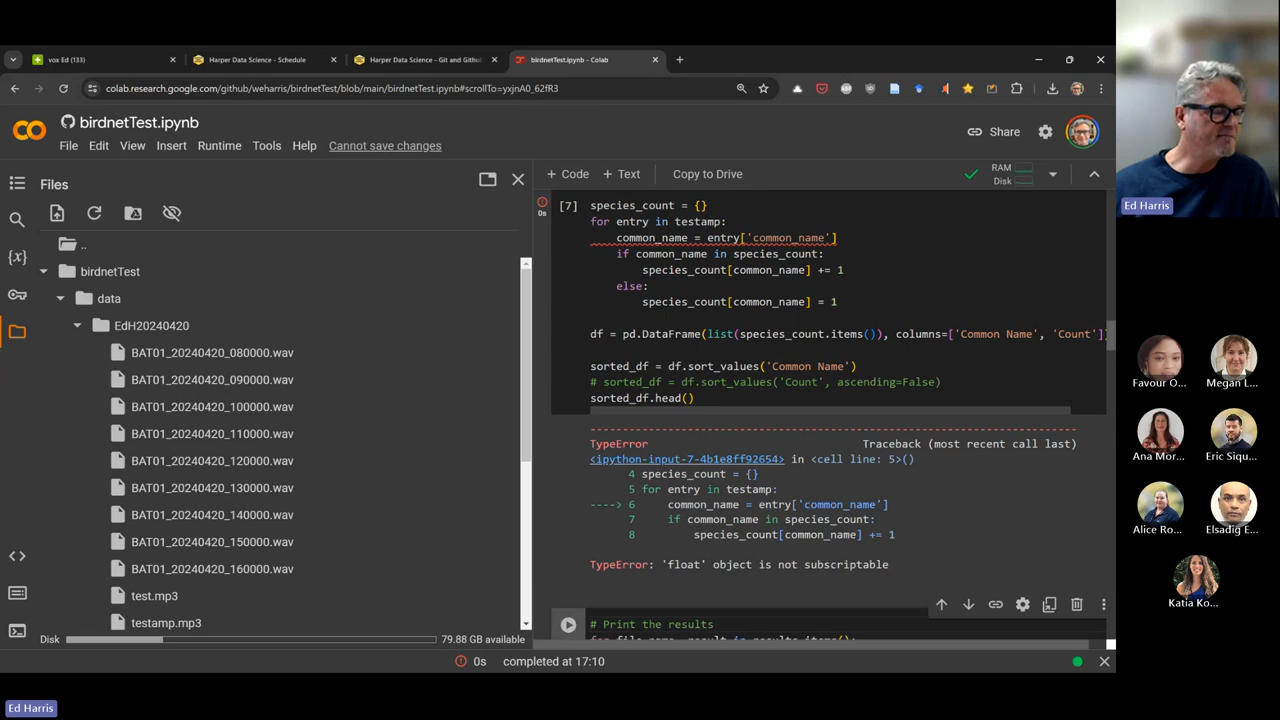 vox Ed (133)
Harper Data Science - Schedule
Harper Data Science - Git and Github
birdnetTest.ipynb - Colab
colab.research.google.com/github/weharris/birdnetTest/blob/main/birdnetTest.ipynb#scrollTo=yxjnA0_62fR3
birdnetTest.ipynb
File Edit View Insert Runtime Tools Help Cannot save changes
Share
Files
+ Code + Text Copy to Drive
RAM
Disk
..
birdnetTest
data
EdH20240420
BAT01_20240420_080000.wav
BAT01_20240420_090000.wav
BAT01_20240420_100000.wav
BAT01_20240420_110000.wav
BAT01_20240420_120000.wav
BAT01_20240420_130000.wav
BAT01_20240420_140000.wav
BAT01_20240420_150000.wav
BAT01_20240420_160000.wav
test.mp3
testamp.mp3
Disk 79.88 GB available
0s
[7] species_count = {}
for entry in testamp:
common_name = entry['common_name']
if common_name in species_count:
species_count[common_name] += 1
else:
species_count[common_name] = 1
df = pd.DataFrame(list(species_count.items()), columns=['Common Name', 'Count']
sorted_df = df.sort_values('Common Name')
# sorted_df = df.sort_values('Count', ascending=False)
sorted_df.head()
---------------------------------------------------------------------------
TypeError Traceback (most recent call last)
<ipython-input-7-4b1e8ff92654> in <cell line: 5>()
4 species_count = {}
5 for entry in testamp:
----> 6 common_name = entry['common_name']
7 if common_name in species_count:
8 species_count[common_name] += 1
TypeError: 'float' object is not subscriptable
# Print the results
for file_name, result in results.items():
0s completed at 17:10
Ed Harris
Favour O...
Megan L...
Ana Mor...
Eric Siqu...
Alice Ro...
Elsadig E...
Katia Ko...
Ed Harris